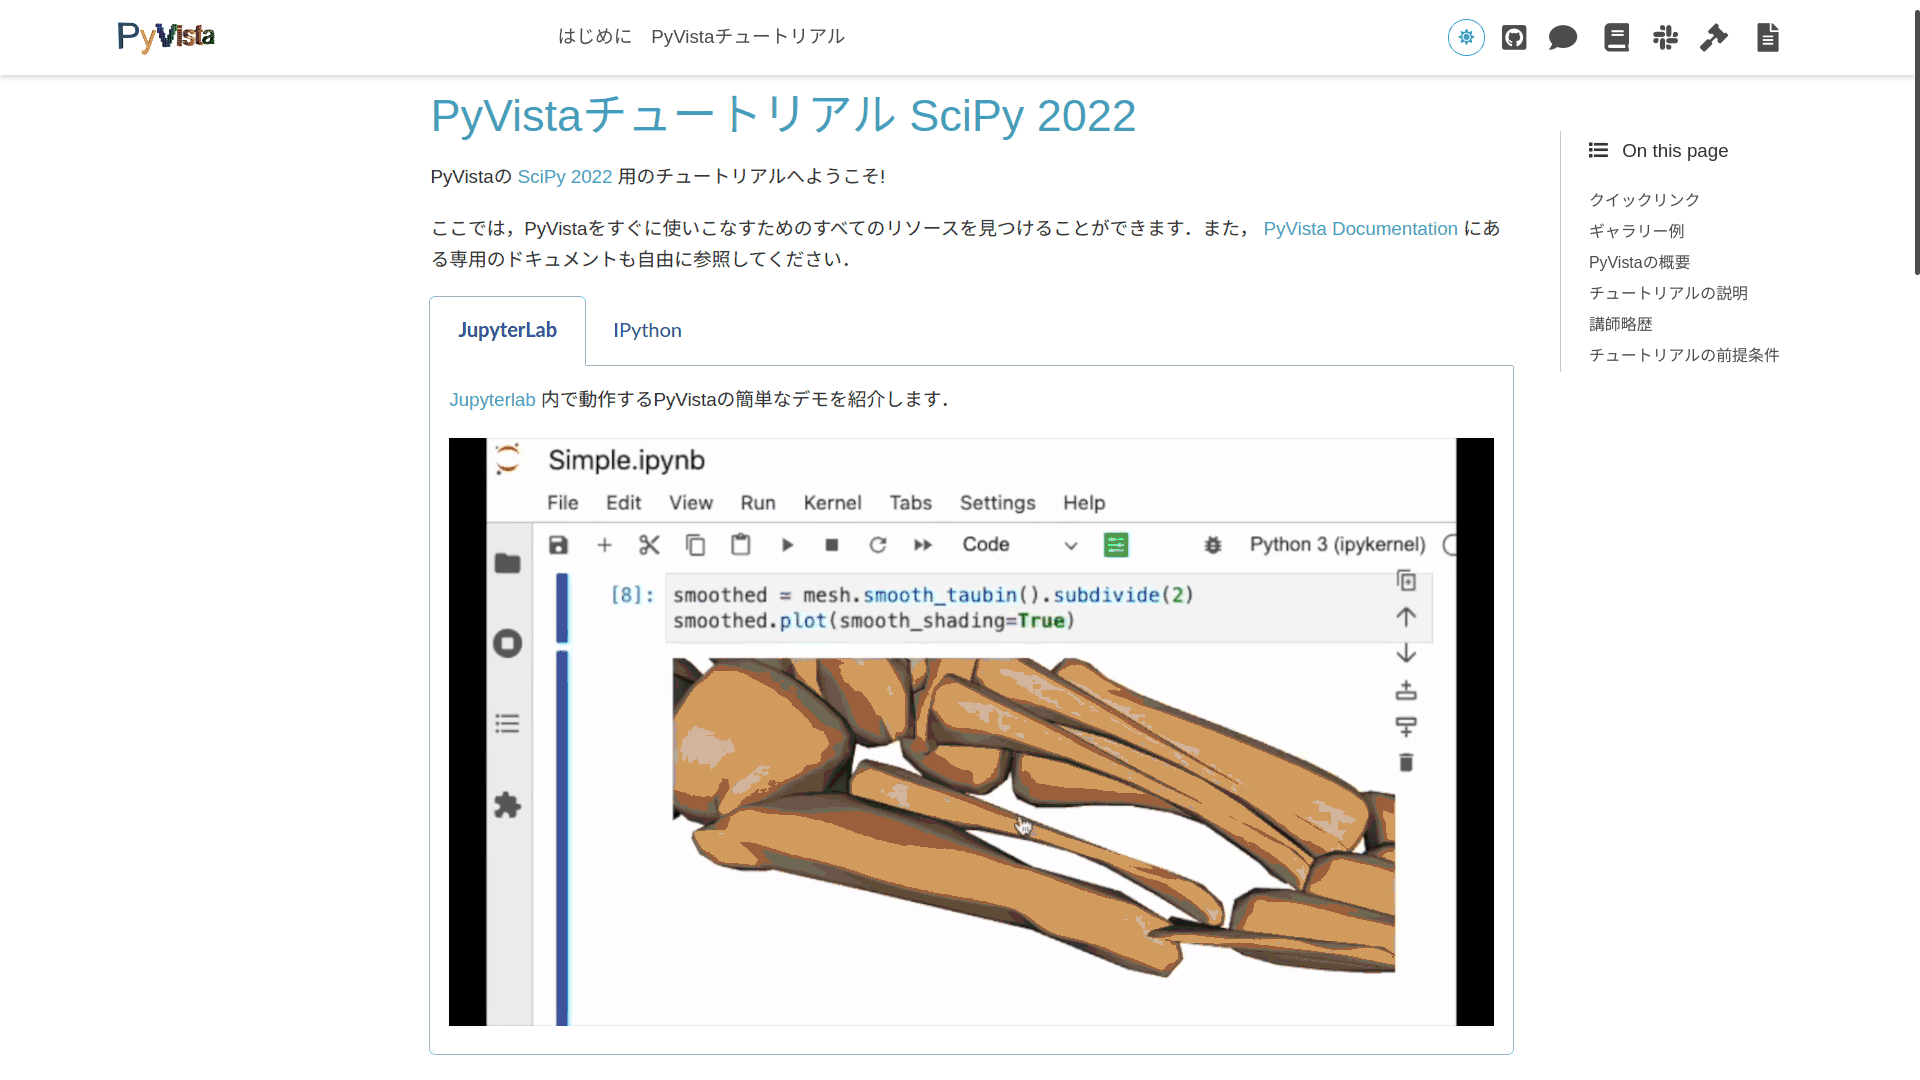 PyVista
はじめに PyVistaチュートリアル
PyVistaチュートリアル SciPy 2022
PyVistaの SciPy 2022 用のチュートリアルへようこそ!
ここでは，PyVistaをすぐに使いこなすためのすべてのリソースを見つけることができます．また， PyVista Documentation にあ
る専用のドキュメントも自由に参照してください．
JupyterLab IPython
Jupyterlab 内で動作するPyVistaの簡単なデモを紹介します．
Simple.ipynb
File Edit View Run Kernel Tabs Settings Help
Code Python 3 (ipykernel)
[8]: smoothed = mesh.smooth_taubin().subdivide(2)
smoothed.plot(smooth_shading=True)
On this page
クイックリンク
ギャラリー例
PyVistaの概要
チュートリアルの説明
講師略歴
チュートリアルの前提条件